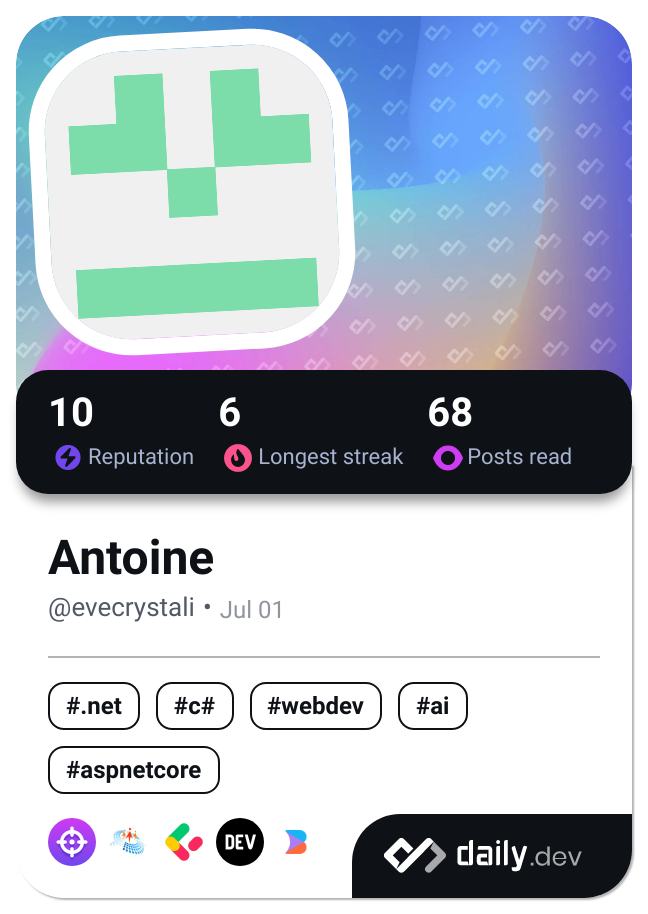 10 6 68
Reputation Longest streak Posts read
Antoine
@evecrystali • Jul 01
#.net #c# #webdev #ai
#aspnetcore
DEV
daily.dev